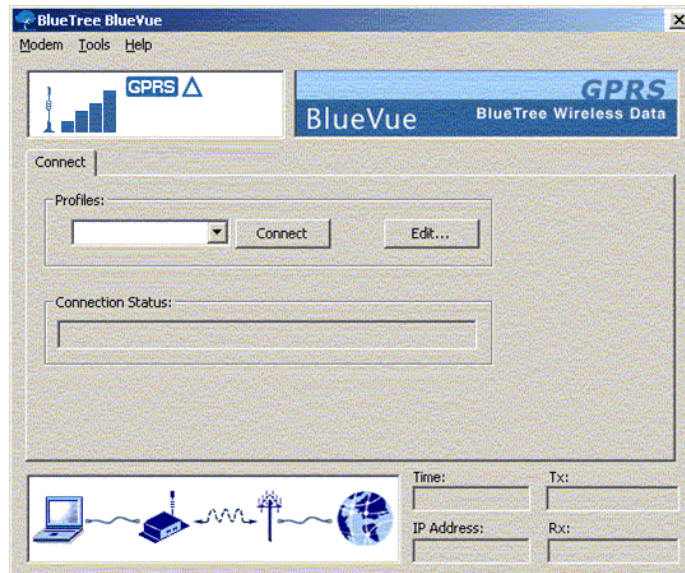 BlueTree BlueVue
Modem Tools Help
GPRS
GPRS
BlueVue
BlueTree Wireless Data
Connect
Profiles:
Connect
Edit...
Connection Status:
Time:
Tx:
IP Address:
Rx: